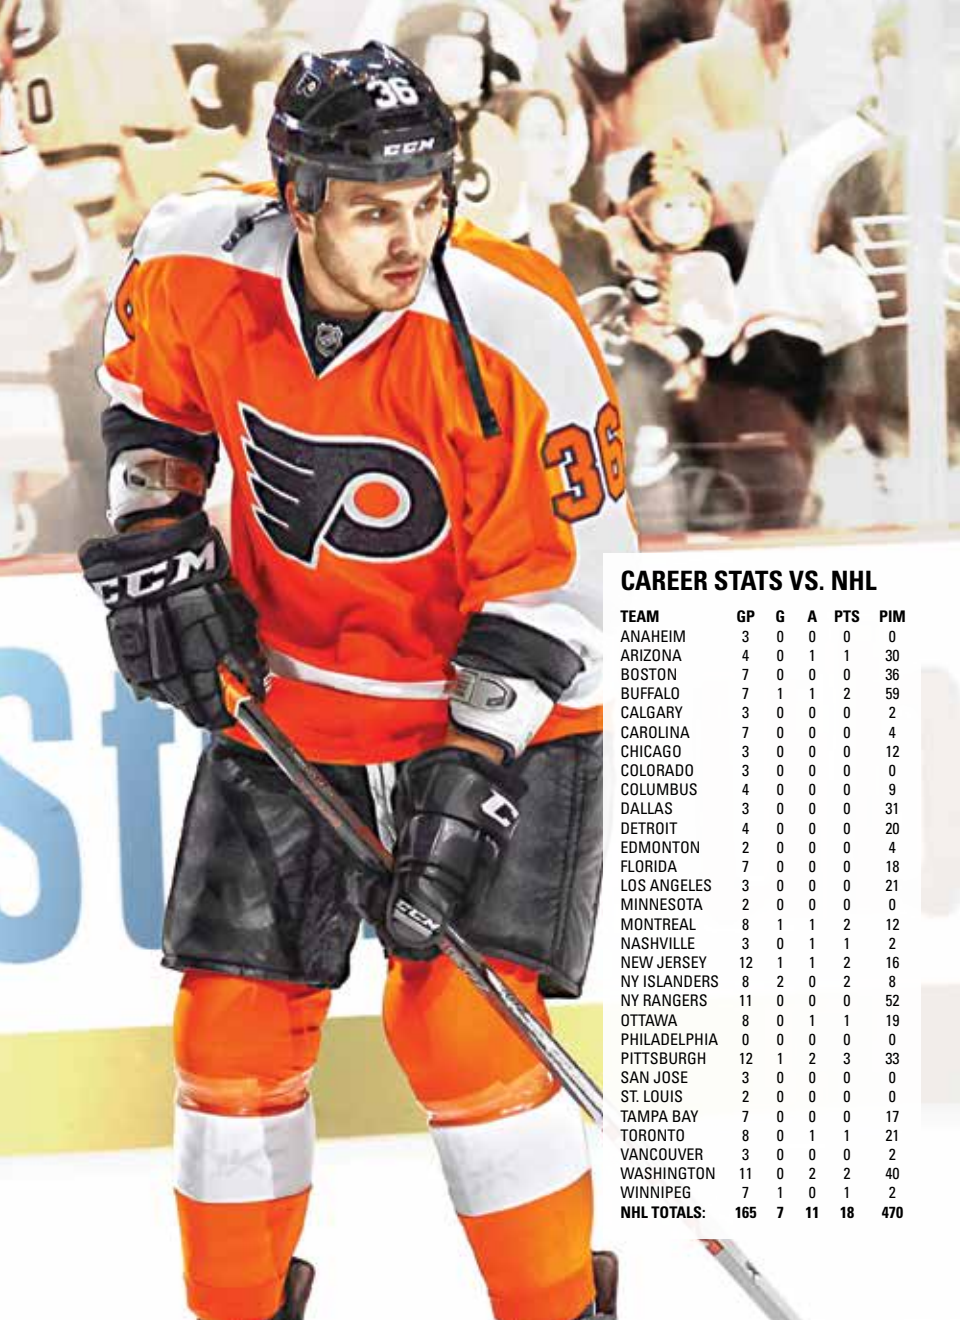 0
36
CCM
36
CCM
St
C
CCM
CAREER STATS VS. NHL
TEAM GP G A PTS PIM
ANAHEIM 3 0 0 0 0
ARIZONA 4 0 1 1 30
BOSTON 7 0 0 0 36
BUFFALO 7 1 1 2 59
CALGARY 3 0 0 0 2
CAROLINA 7 0 0 0 4
CHICAGO 3 0 0 0 12
COLORADO 3 0 0 0 0
COLUMBUS 4 0 0 0 9
DALLAS 3 0 0 0 31
DETROIT 4 0 0 0 20
EDMONTON 2 0 0 0 4
FLORIDA 7 0 0 0 18
LOS ANGELES 3 0 0 0 21
MINNESOTA 2 0 0 0 0
MONTREAL 8 1 1 2 12
NASHVILLE 3 0 1 1 2
NEW JERSEY 12 1 1 2 16
NY ISLANDERS 8 2 0 2 8
NY RANGERS 11 0 0 0 52
OTTAWA 8 0 1 1 19
PHILADELPHIA 0 0 0 0 0
PITTSBURGH 12 1 2 3 33
SAN JOSE 3 0 0 0 0
ST. LOUIS 2 0 0 0 0
TAMPA BAY 7 0 0 0 17
TORONTO 8 0 1 1 21
VANCOUVER 3 0 0 0 2
WASHINGTON 11 0 2 2 40
WINNIPEG 7 1 0 1 2
NHL TOTALS: 165 7 11 18 470